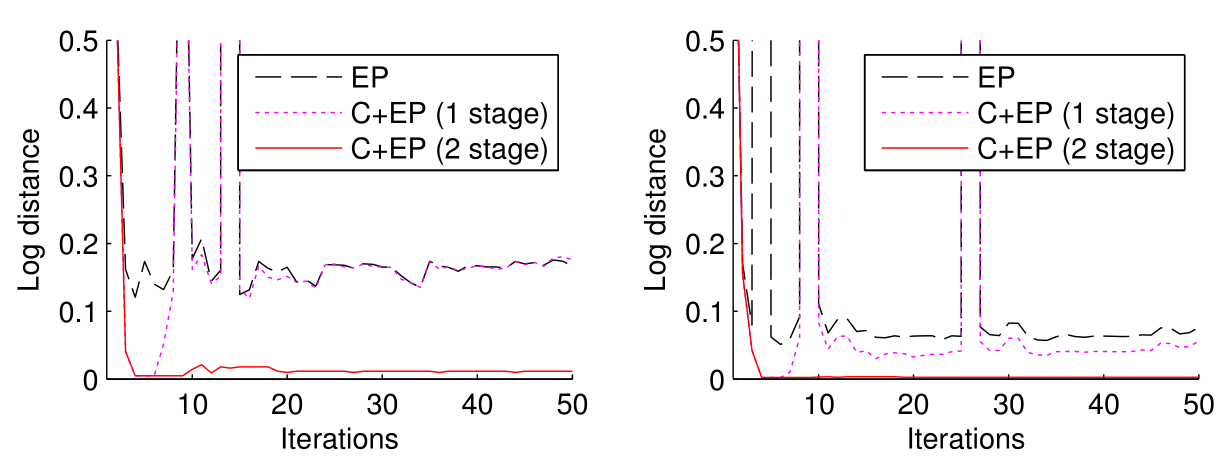 0.5
0.4
0.3
0.2
0.1
0
Log distance
10
20
30
40
50
Iterations
EP
C+EP (1 stage)
C+EP (2 stage)
0.5
0.4
0.3
0.2
0.1
0
Log distance
10
20
30
40
50
Iterations
EP
C+EP (1 stage)
C+EP (2 stage)